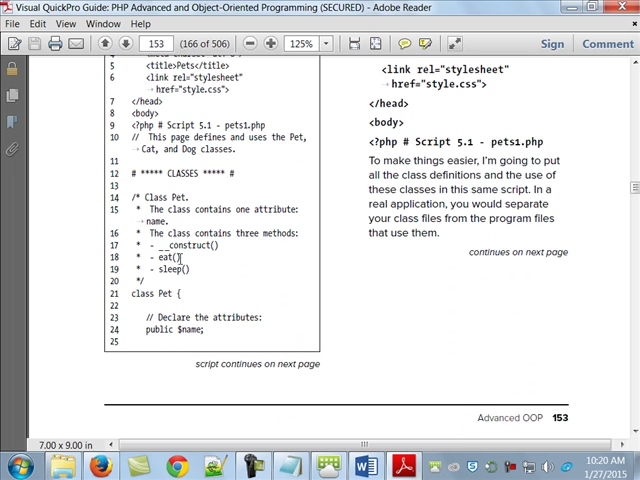 Visual QuickPro Guide: PHP Advanced and Object-Oriented Programming (SECURED) - Adobe Reader
File Edit View Window Help
153 (166 of 506) 125% Sign Comment
5 <title>Pets</title>
6 <link rel="stylesheet"
→ href="style.css">
7 </head>
8 <body>
9 <?php # Script 5.1 - pets1.php
10 // This page defines and uses the Pet,
→ Cat, and Dog classes.
11
12 # ***** CLASSES ***** #
13
14 /* Class Pet.
15 * The class contains one attribute:
→ name.
16 * The class contains three methods:
17 * - __construct()
18 * - eat()
19 * - sleep()
20 */
21 class Pet {
22
23 // Declare the attributes:
24 public $name;
25
script continues on next page
<link rel="stylesheet"
→ href="style.css">
</head>
<body>
<?php # Script 5.1 - pets1.php
To make things easier, I'm going to put
all the class definitions and the use of
these classes in this same script. In a
real application, you would separate
your class files from the program files
that use them.
continues on next page
Advanced OOP 153
7.00 x 9.00 in
10:20 AM
1/27/2015